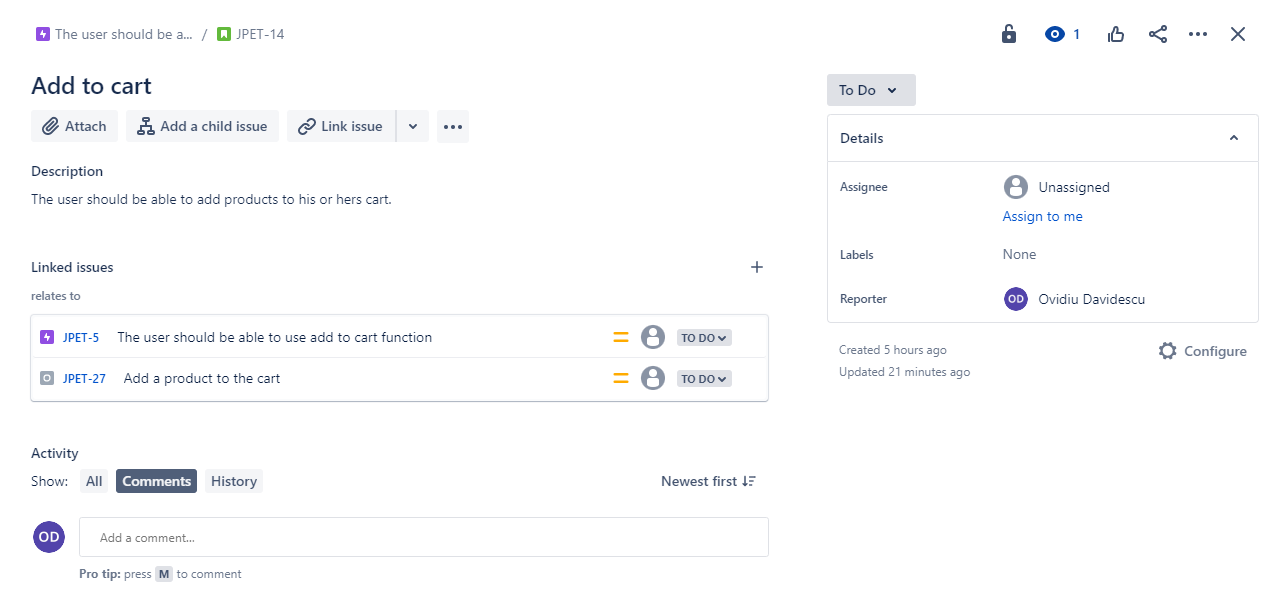 The user should be a... / JPET-14
1
Add to cart
To Do
Attach Add a child issue Link issue
Details
Description
The user should be able to add products to his or hers cart.
Assignee Unassigned
Assign to me
Labels None
Reporter OD Ovidiu Davidescu
Linked issues
relates to
JPET-5 The user should be able to use add to cart function TO DO
JPET-27 Add a product to the cart TO DO
Created 5 hours ago Configure
Updated 21 minutes ago
Activity
Show: All Comments History Newest first
OD Add a comment...
Pro tip: press M to comment